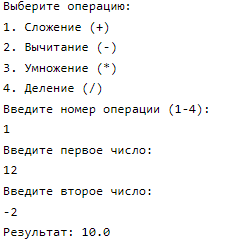 Выберите операцию:
1. Сложение (+)
2. Вычитание (-)
3. Умножение (*)
4. Деление (/)
Введите номер операции (1-4):
1
Введите первое число:
12
Введите второе число:
-2
Результат: 10.0